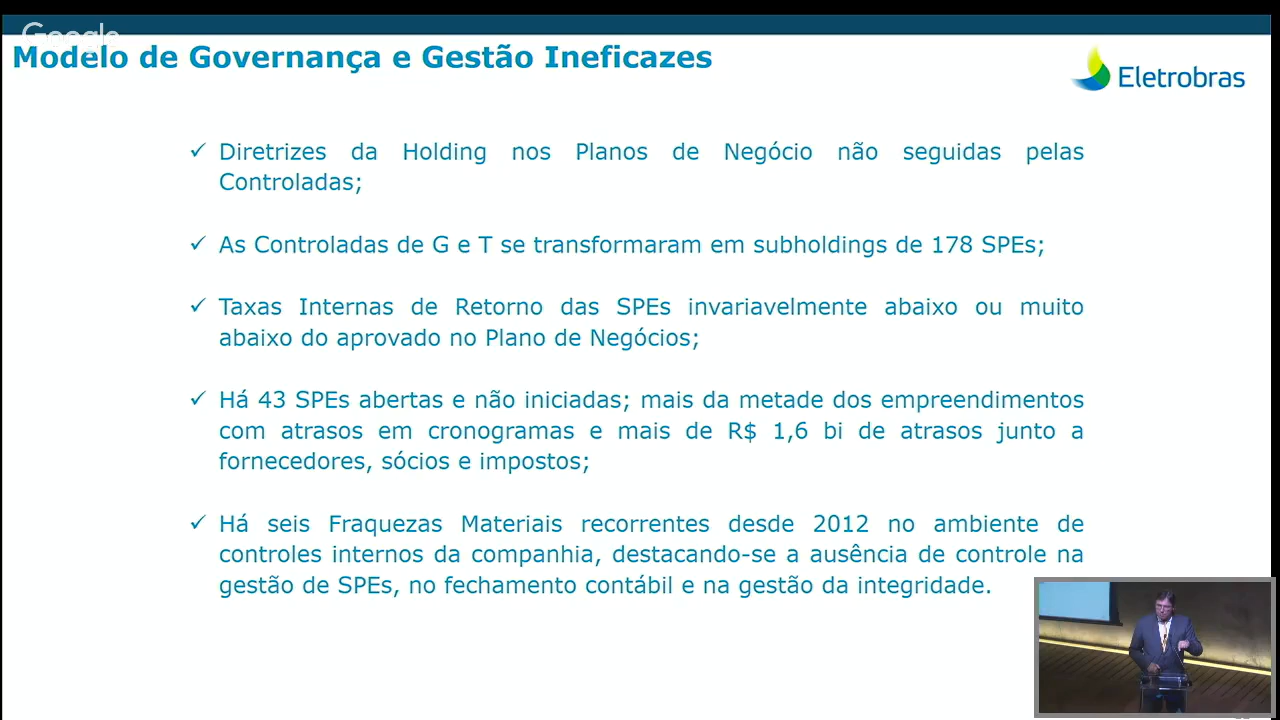 Google
Modelo de Governança e Gestão Ineficazes
Eletrobras
✓ Diretrizes da Holding nos Planos de Negócio não seguidas pelas
Controladas;
✓ As Controladas de G e T se transformaram em subholdings de 178 SPEs;
✓ Taxas Internas de Retorno das SPEs invariavelmente abaixo ou muito
abaixo do aprovado no Plano de Negócios;
✓ Há 43 SPEs abertas e não iniciadas; mais da metade dos empreendimentos
com atrasos em cronogramas e mais de R$ 1,6 bi de atrasos junto a
fornecedores, sócios e impostos;
✓ Há seis Fraquezas Materiais recorrentes desde 2012 no ambiente de
controles internos da companhia, destacando-se a ausência de controle na
gestão de SPEs, no fechamento contábil e na gestão da integridade.